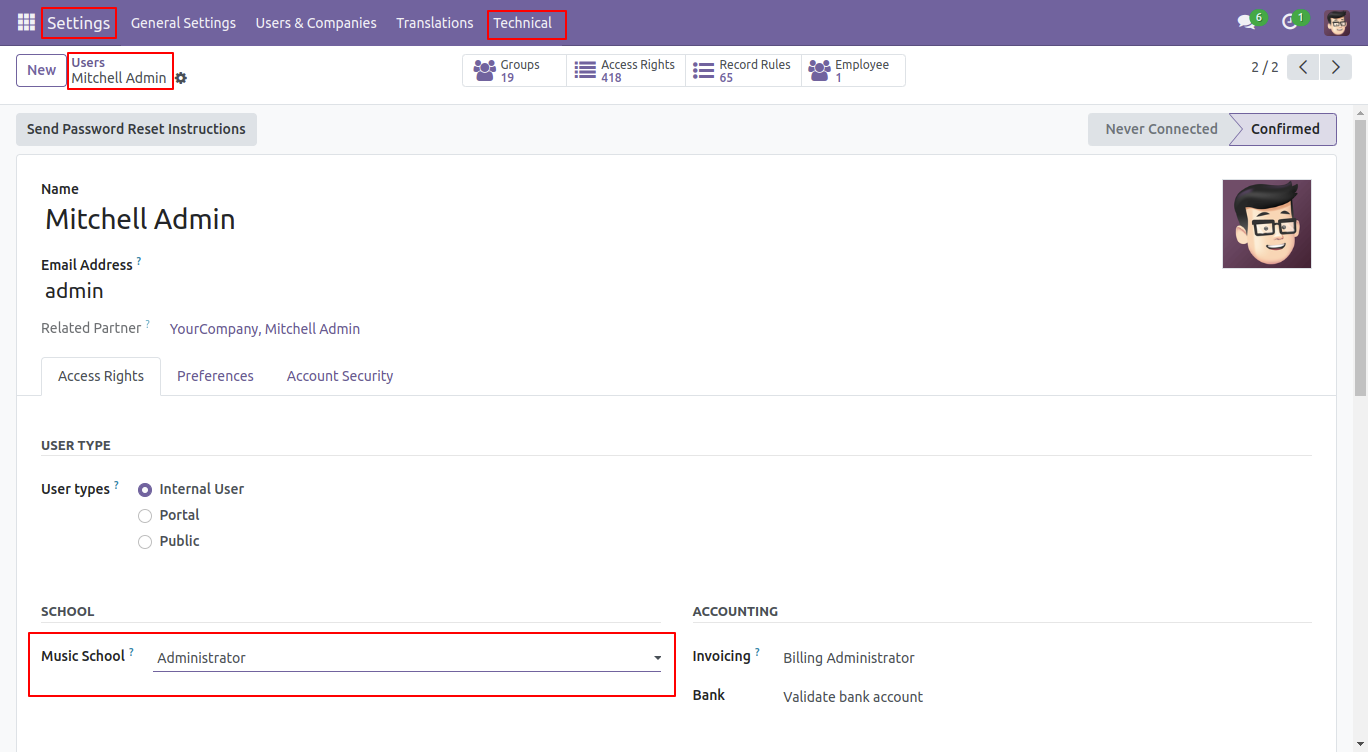 Settings General Settings Users & Companies Translations Technical 6 1
New Users Groups Access Rights Record Rules Employee
Mitchell Admin 19 418 65 1 2 / 2
Send Password Reset Instructions Never Connected Confirmed
Name
Mitchell Admin
Email Address ?
admin
Related Partner ? YourCompany, Mitchell Admin
Access Rights Preferences Account Security
USER TYPE
User types ? Internal User
Portal
Public
SCHOOL ACCOUNTING
Music School ? Administrator Invoicing ? Billing Administrator
Bank Validate bank account